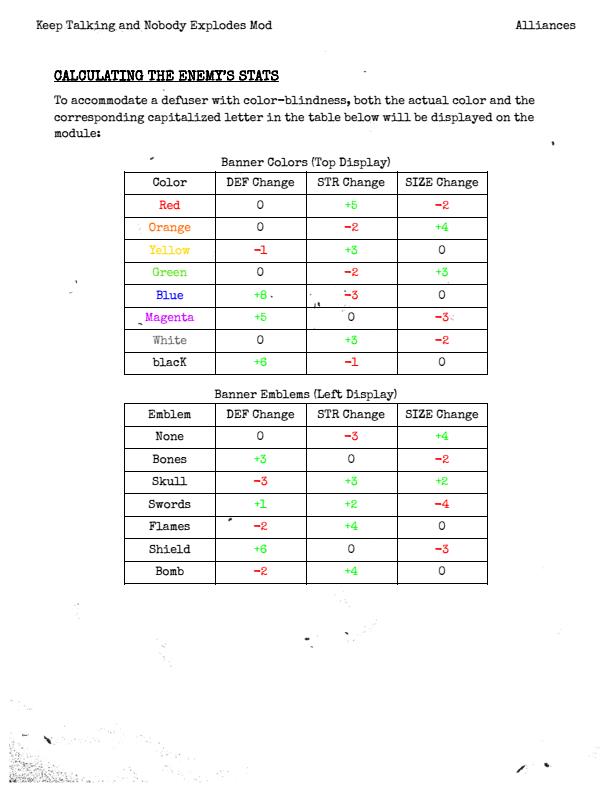 Keep Talking and Nobody Explodes Mod Alliances
CALCULATING THE ENEMY'S STATS
To accommodate a defuser with color-blindness, both the actual color and the
corresponding capitalized letter in the table below will be displayed on the
module:
Banner Colors (Top Display)
Color DEF Change STR Change SIZE Change
Red 0 +5 -2
Orange 0 -2 +4
Yellow -1 +3 0
Green 0 -2 +3
Blue +8 -3 0
Magenta +5 0 -3
White 0 +3 -2
blacK +6 -1 0
Banner Emblems (Left Display)
Emblem DEF Change STR Change SIZE Change
None 0 -3 +4
Bones +3 0 -2
Skull -3 +3 +2
Swords +1 +2 -4
Flames -2 +4 0
Shield +6 0 -3
Bomb -2 +4 0